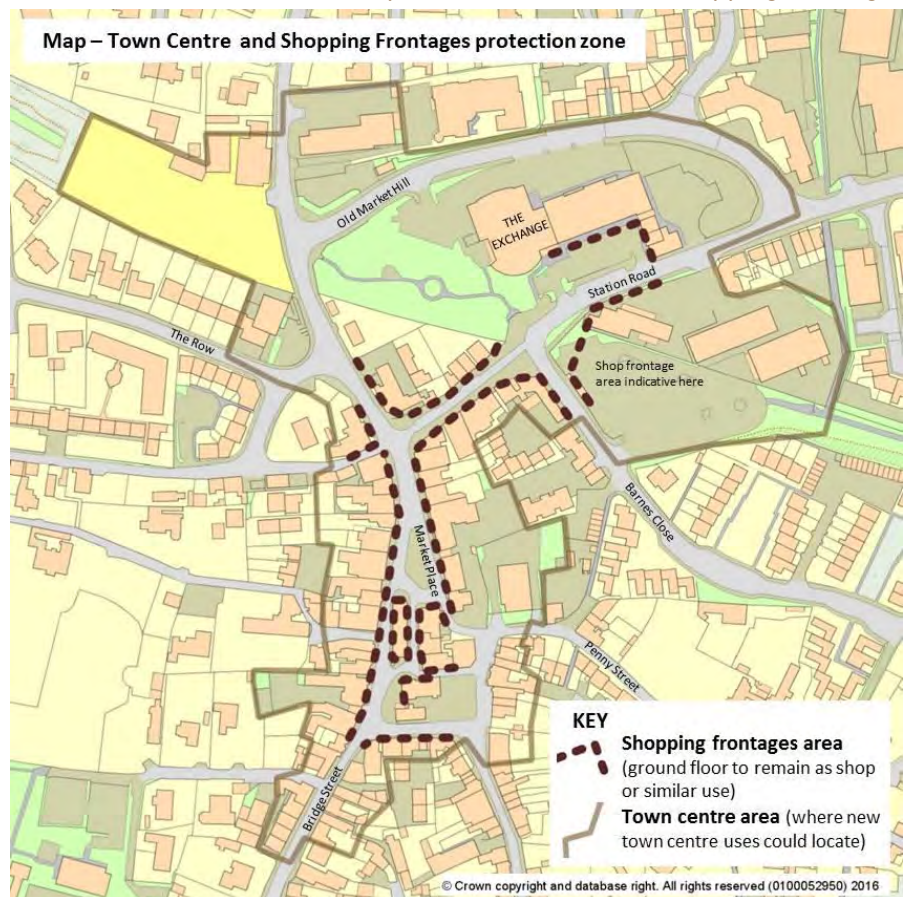 Map – Town Centre and Shopping Frontages protection zone
Old Market Hill
THE
EXCHANGE
Station Road
The Row
Shop frontage
area indicative here
Barnes Close
Market Place
Penny Street
Bridge Street
KEY
Shopping frontages area
(ground floor to remain as shop
or similar use)
Town centre area (where new
town centre uses could locate)
© Crown copyright and database right. All rights reserved (0100052950) 2016